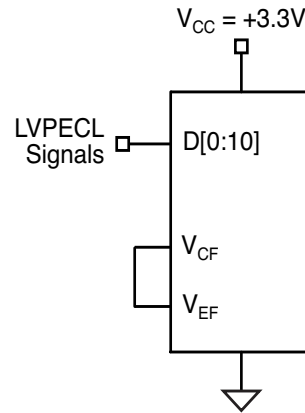 V_CC = +3.3V
LVPECL
Signals
D[0:10]
V_CF
V_EF